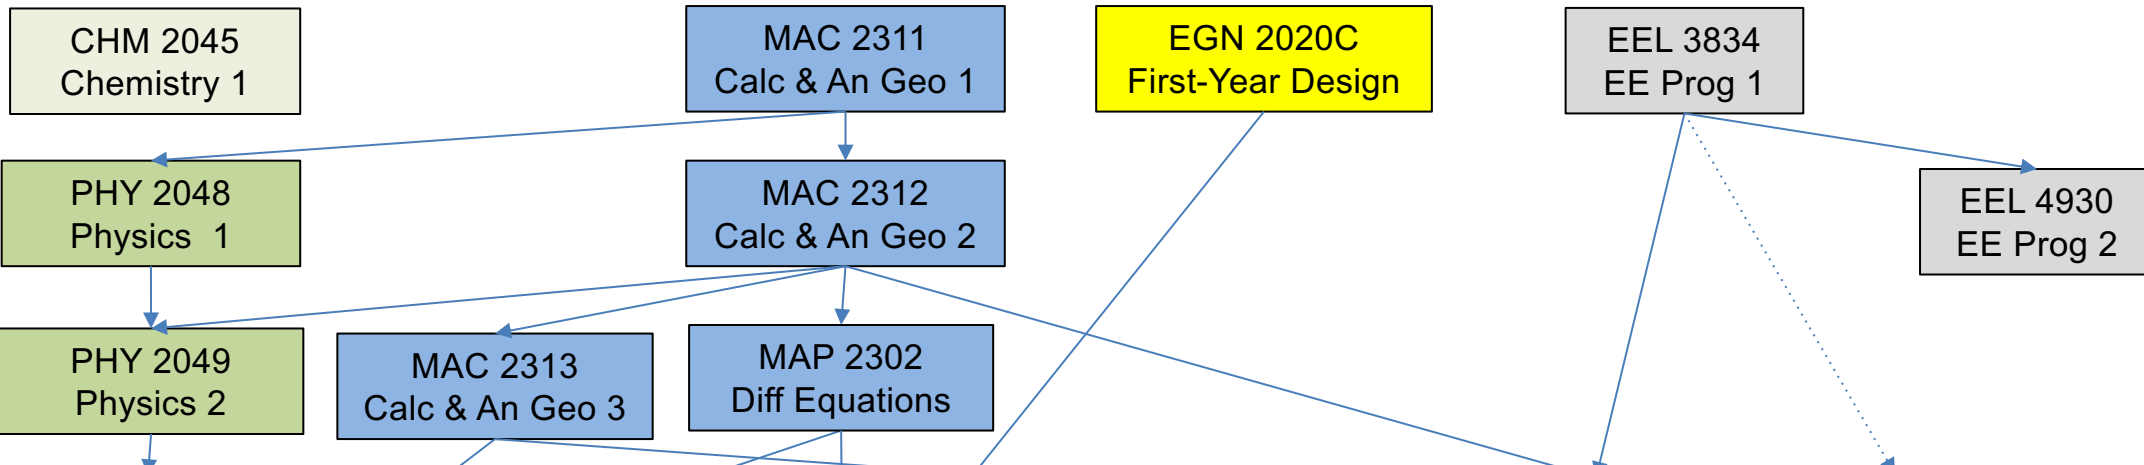 CHM 2045
Chemistry 1
MAC 2311
Calc & An Geo 1
EGN 2020C
First-Year Design
EEL 3834
EE Prog 1
PHY 2048
Physics  1
MAC 2312
Calc & An Geo 2
EEL 4930
EE Prog 2
PHY 2049
Physics 2
MAC 2313
Calc & An Geo 3
MAP 2302
Diff Equations